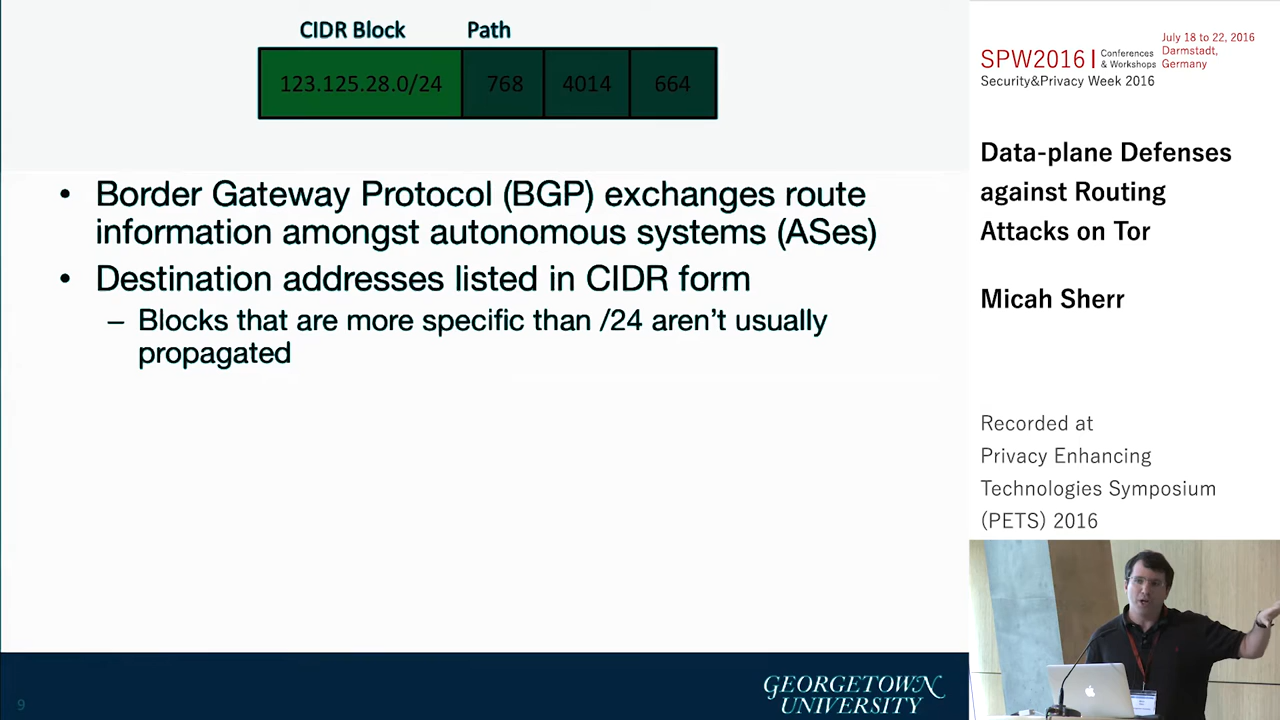 CIDR Block Path
123.125.28.0/24 768 4014 664
• Border Gateway Protocol (BGP) exchanges route
information amongst autonomous systems (ASes)
• Destination addresses listed in CIDR form
– Blocks that are more specific than /24 aren't usually
propagated
9
GEORGETOWN
UNIVERSITY
SPW2016 | Conferences
& Workshops
Security&Privacy Week 2016
July 18 to 22, 2016
Darmstadt,
Germany
Data-plane Defenses
against Routing
Attacks on Tor
Micah Sherr
Recorded at
Privacy Enhancing
Technologies Symposium
(PETS) 2016